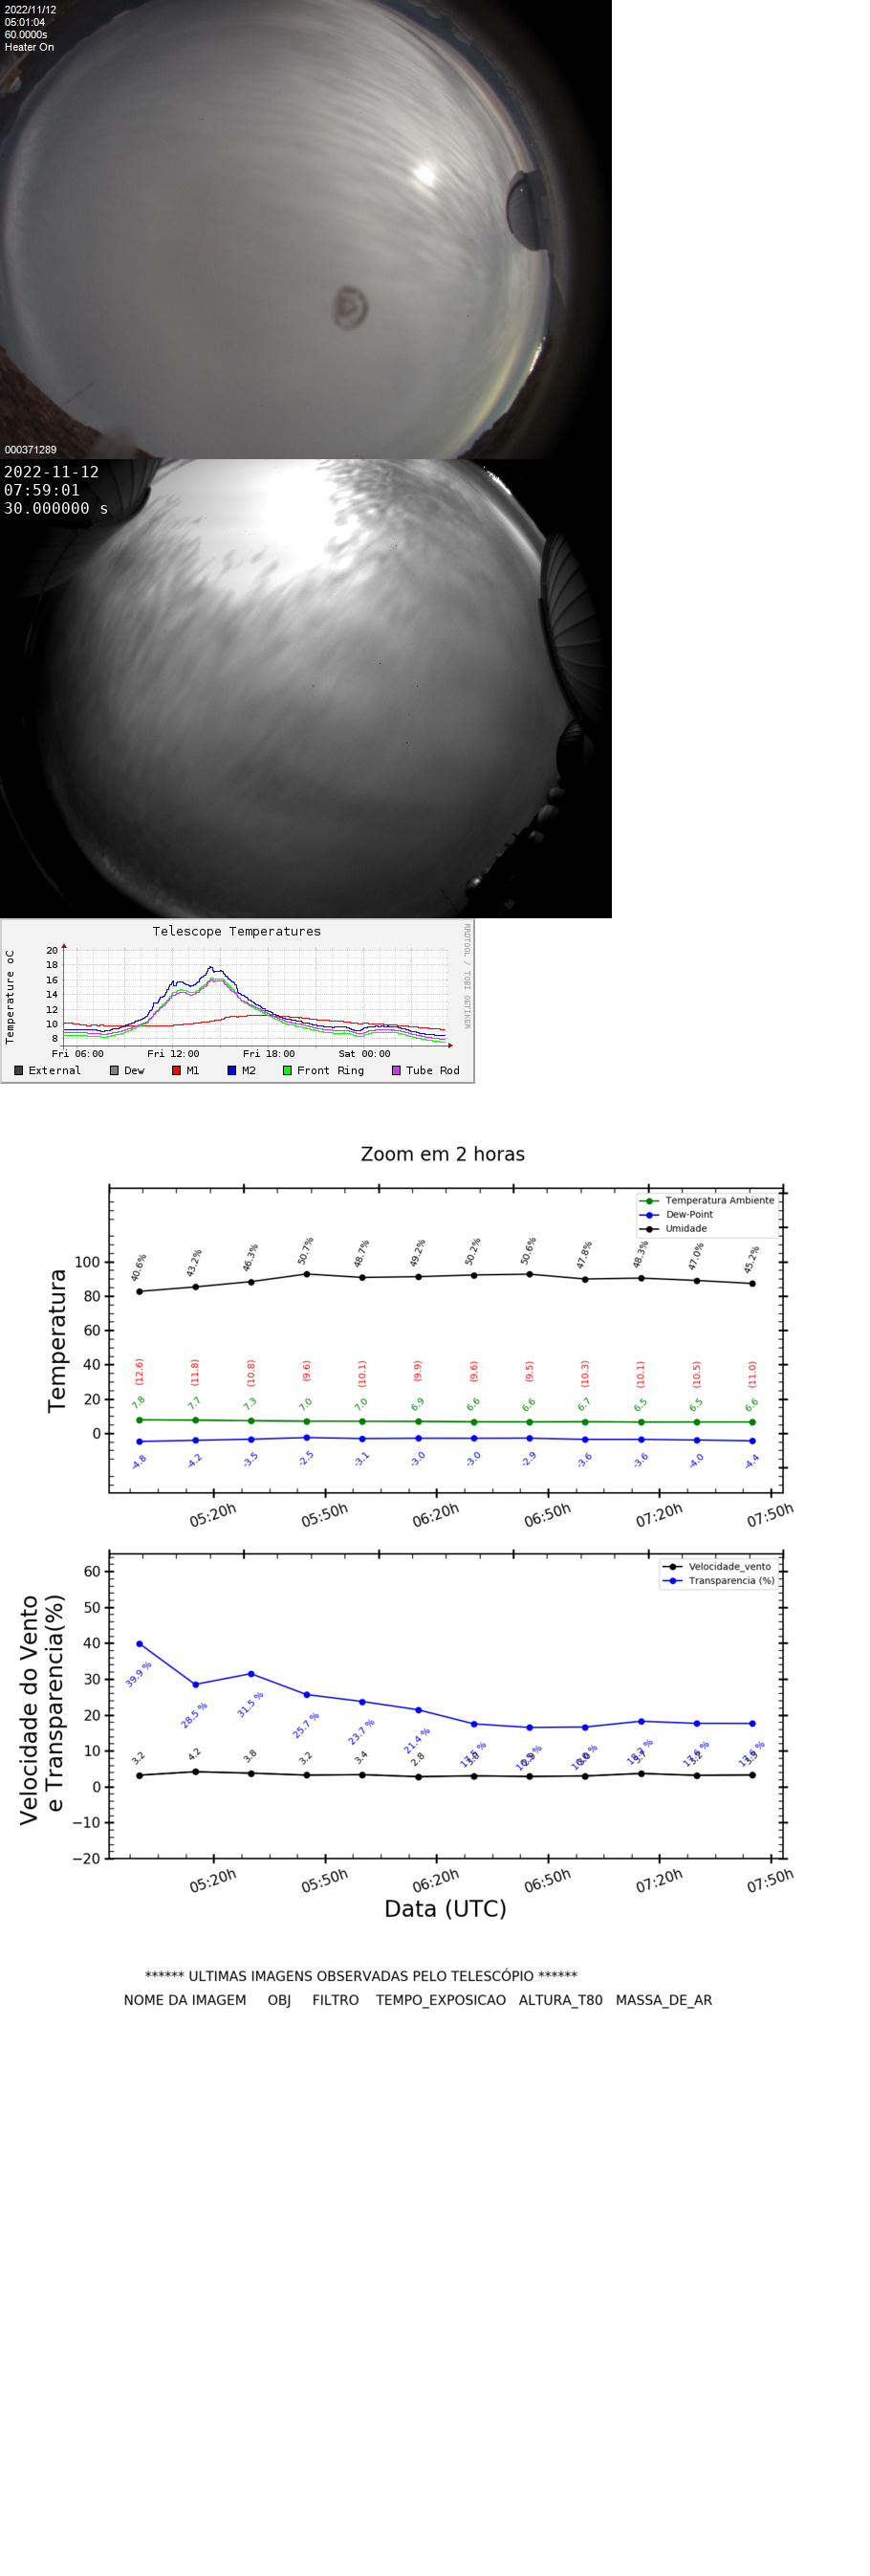 2022/11/12
05:01:04
60.0000s
Heater On
000371289
2022-11-12
07:59:01
30.000000 s
Telescope Temperatures
RRDTOOL / TOBI OETIKER
Temperature oC
20
18
16
14
12
10
8
Fri 06:00 Fri 12:00 Fri 18:00 Sat 00:00
External Dew M1 M2 Front Ring Tube Rod
Zoom em 2 horas
Temperatura Ambiente
Dew-Point
Umidade
Temperatura
100
80
60
40
20
0
40.6% 43.2% 46.3% 50.7% 48.7% 49.2% 50.2% 50.6% 47.8% 48.3% 47.0% 45.2%
(12.6) (11.8) (10.8) (9.6) (10.1) (9.9) (9.6) (9.5) (10.3) (10.1) (10.5) (11.0)
7.8 7.7 7.3 7.0 7.0 6.9 6.6 6.6 6.7 6.5 6.5 6.6
-4.8 -4.2 -3.5 -2.5 -3.1 -3.0 -3.0 -2.9 -3.6 -3.6 -4.0 -4.4
05:20h 05:50h 06:20h 06:50h 07:20h 07:50h
Velocidade_vento
Transparencia (%)
Velocidade do Vento
e Transparencia(%)
60
50
40
30
20
10
0
−10
−20
39.9 % 28.5 % 31.5 % 25.7 % 23.7 % 21.4 %
3.2 4.2 3.8 3.2 3.4 2.8
05:20h 05:50h 06:20h 06:50h 07:20h 07:50h
Data (UTC)
****** ULTIMAS IMAGENS OBSERVADAS PELO TELESCÓPIO ******
NOME DA IMAGEM OBJ FILTRO TEMPO_EXPOSICAO ALTURA_T80 MASSA_DE_AR